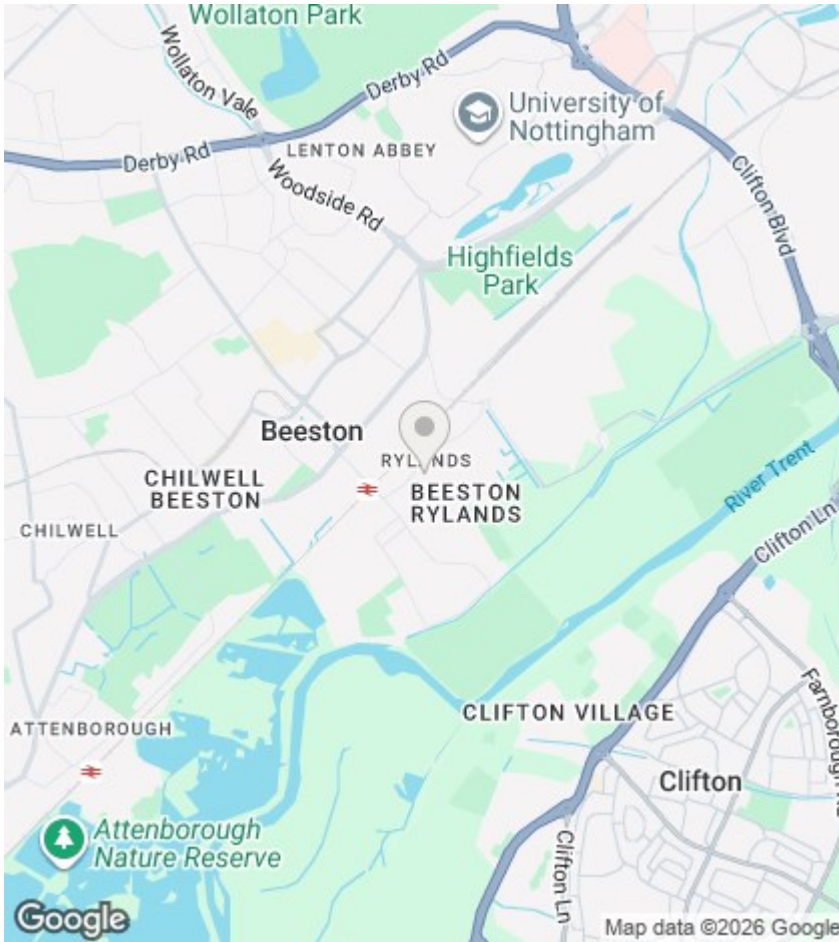 Wollaton Park
Wollaton Vale
Derby Rd
University of
Nottingham
Derby Rd
LENTON ABBEY
Woodside Rd
Clifton Blvd
Highfields
Park
Beeston
RYLANDS
CHILWELL
BEESTON
BEESTON
RYLANDS
River Trent
CHILWELL
Clifton Ln
ATTENBOROUGH
CLIFTON VILLAGE
Farnborough Rd
Clifton
Attenborough
Nature Reserve
Clifton Ln
Google
Map data ©2026 Google